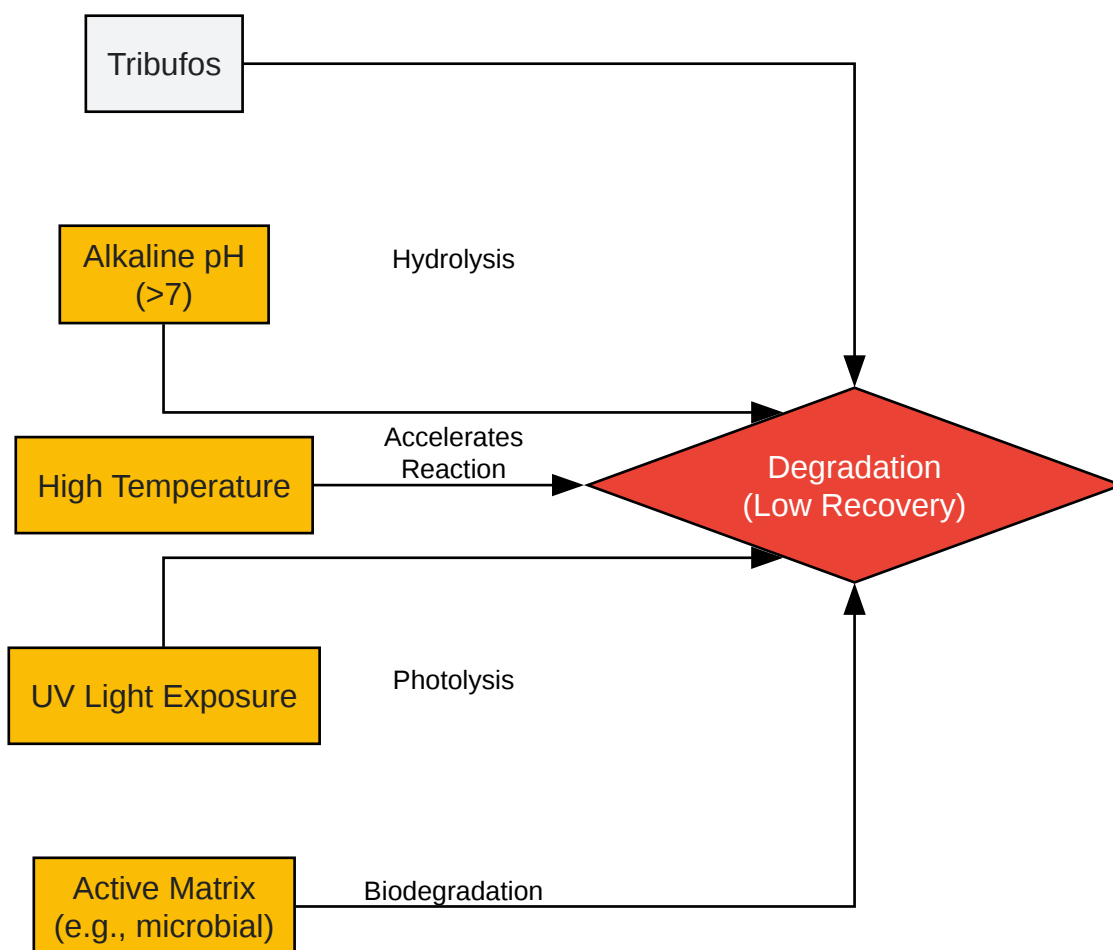 Tribufos
Alkaline pH
(>7)
Hydrolysis
Accelerates
Reaction
High Temperature
Degradation
(Low Recovery)
UV Light Exposure
Photolysis
Active Matrix
(e.g., microbial)
Biodegradation